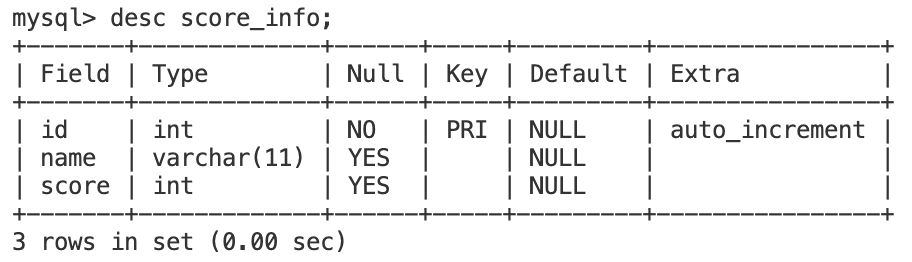 mysql> desc score_info;
+-------+-------------+------+-----+---------+----------------+
| Field | Type        | Null | Key | Default | Extra          |
+-------+-------------+------+-----+---------+----------------+
| id    | int         | NO   | PRI | NULL    | auto_increment |
| name  | varchar(11) | YES  |     | NULL    |                |
| score | int         | YES  |     | NULL    |                |
+-------+-------------+------+-----+---------+----------------+
3 rows in set (0.00 sec)